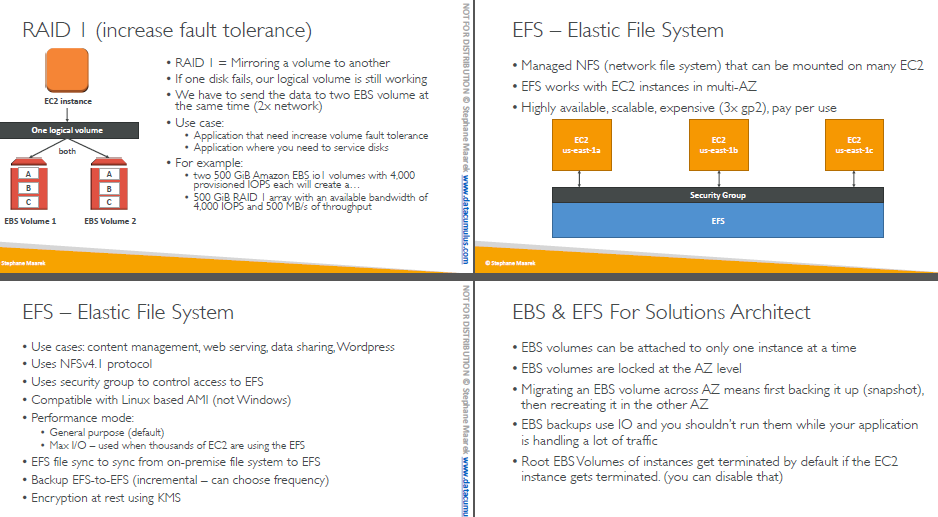 RAID 1 (increase fault tolerance)
EC2 instance
One logical volume
both
A
B
C
A
B
C
EBS Volume 1
EBS Volume 2
• RAID 1 = Mirroring a volume to another
• If one disk fails, our logical volume is still working
• We have to send the data to two EBS volume at
the same time (2x network)
• Use case:
• Application that need increase volume fault tolerance
• Application where you need to service disks
• For example:
• two 500 GiB Amazon EBS io1 volumes with 4,000
provisioned IOPS each will create a…
• 500 GiB RAID 1 array with an available bandwidth of
4,000 IOPS and 500 MB/s of throughput
Stephane Maarek
NOT FOR DISTRIBUTION © Stephane Maarek www.datacumulus.com
EFS – Elastic File System
• Managed NFS (network file system) that can be mounted on many EC2
• EFS works with EC2 instances in multi-AZ
• Highly available, scalable, expensive (3x gp2), pay per use
EC2
us-east-1a
EC2
us-east-1b
EC2
us-east-1c
Security Group
EFS
© Stephane Maarek
EFS – Elastic File System
• Use cases: content management, web serving, data sharing, Wordpress
• Uses NFSv4.1 protocol
• Uses security group to control access to EFS
• Compatible with Linux based AMI (not Windows)
• Performance mode:
• General purpose (default)
• Max I/O – used when thousands of EC2 are using the EFS
• EFS file sync to sync from on-premise file system to EFS
• Backup EFS-to-EFS (incremental – can choose frequency)
• Encryption at rest using KMS
NOT FOR DISTRIBUTION © Stephane Maarek www.datacumu
EBS & EFS For Solutions Architect
• EBS volumes can be attached to only one instance at a time
• EBS volumes are locked at the AZ level
• Migrating an EBS volume across AZ means first backing it up (snapshot),
then recreating it in the other AZ
• EBS backups use IO and you shouldn't run them while your application
is handling a lot of traffic
• Root EBS Volumes of instances get terminated by default if the EC2
instance gets terminated. (you can disable that)